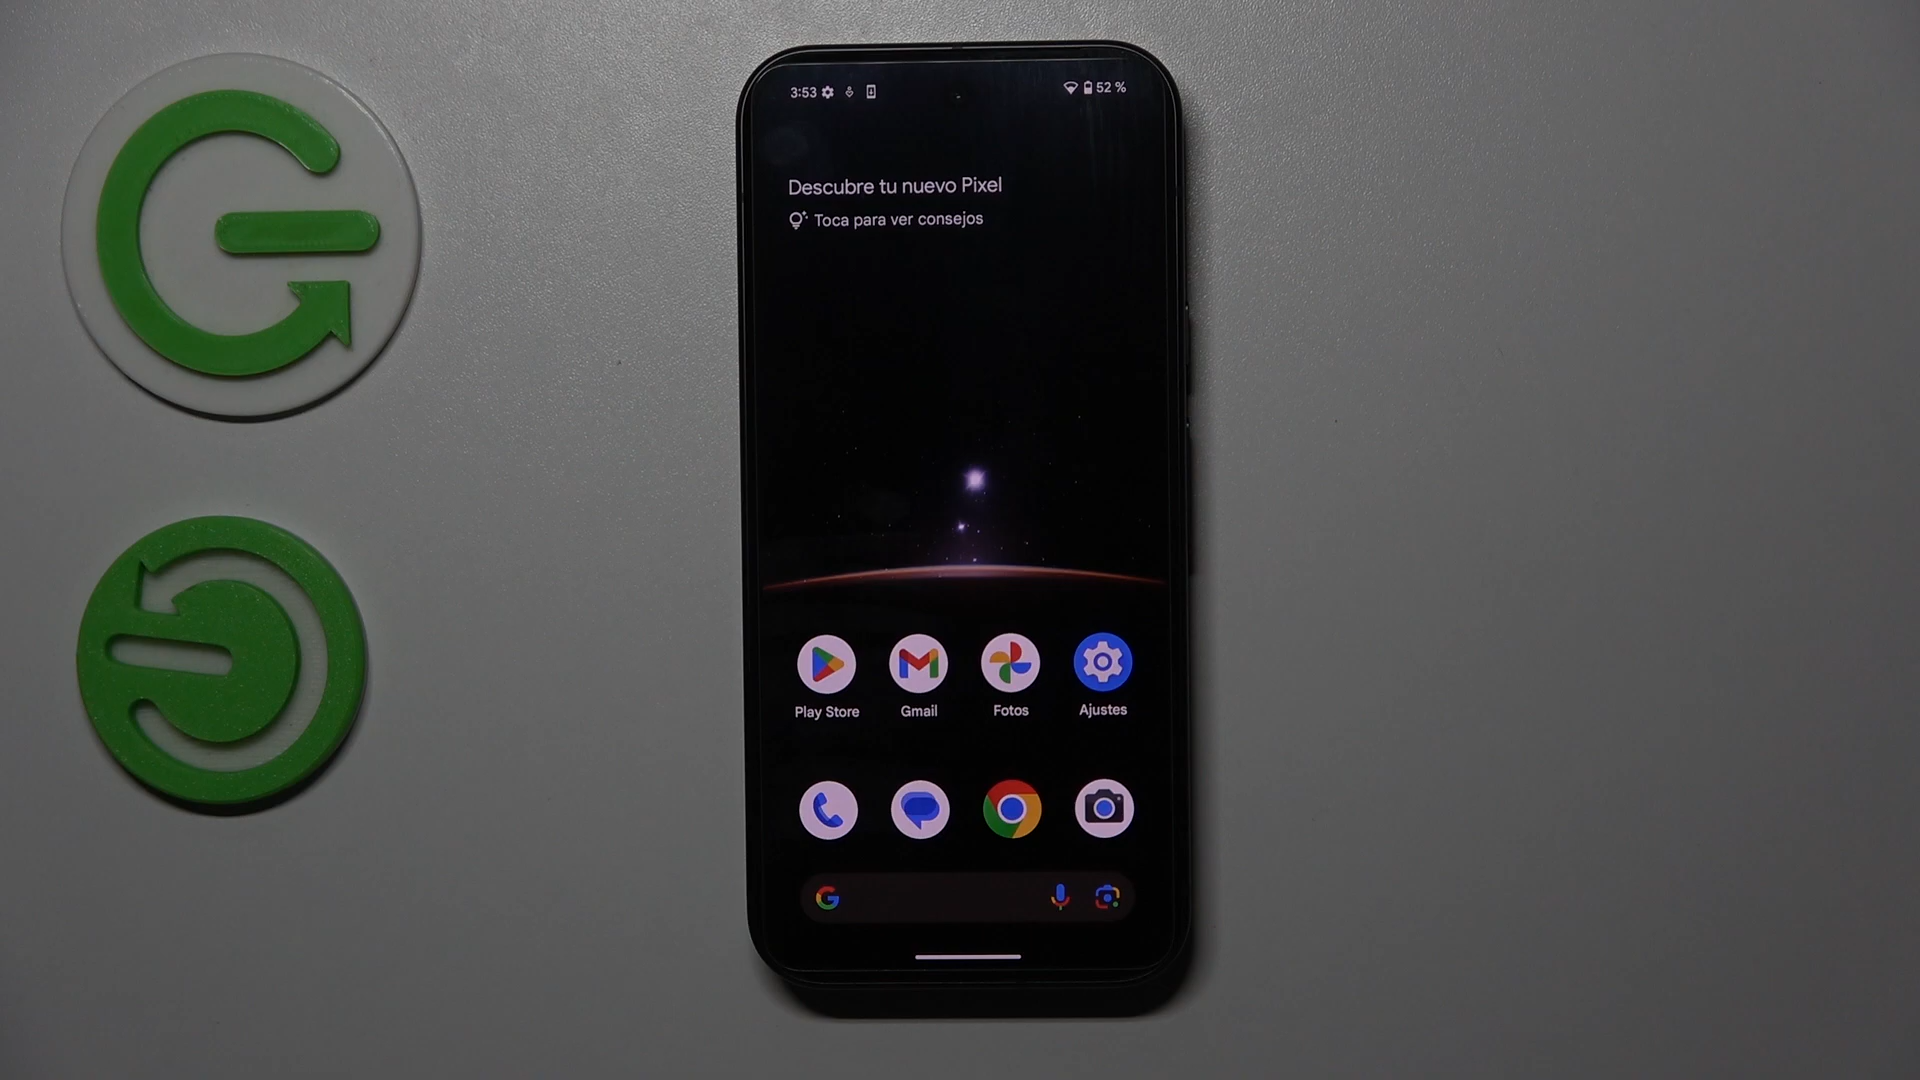 3:53
52 %
Descubre tu nuevo Pixel
Toca para ver consejos
Play Store
Gmail
Fotos
Ajustes